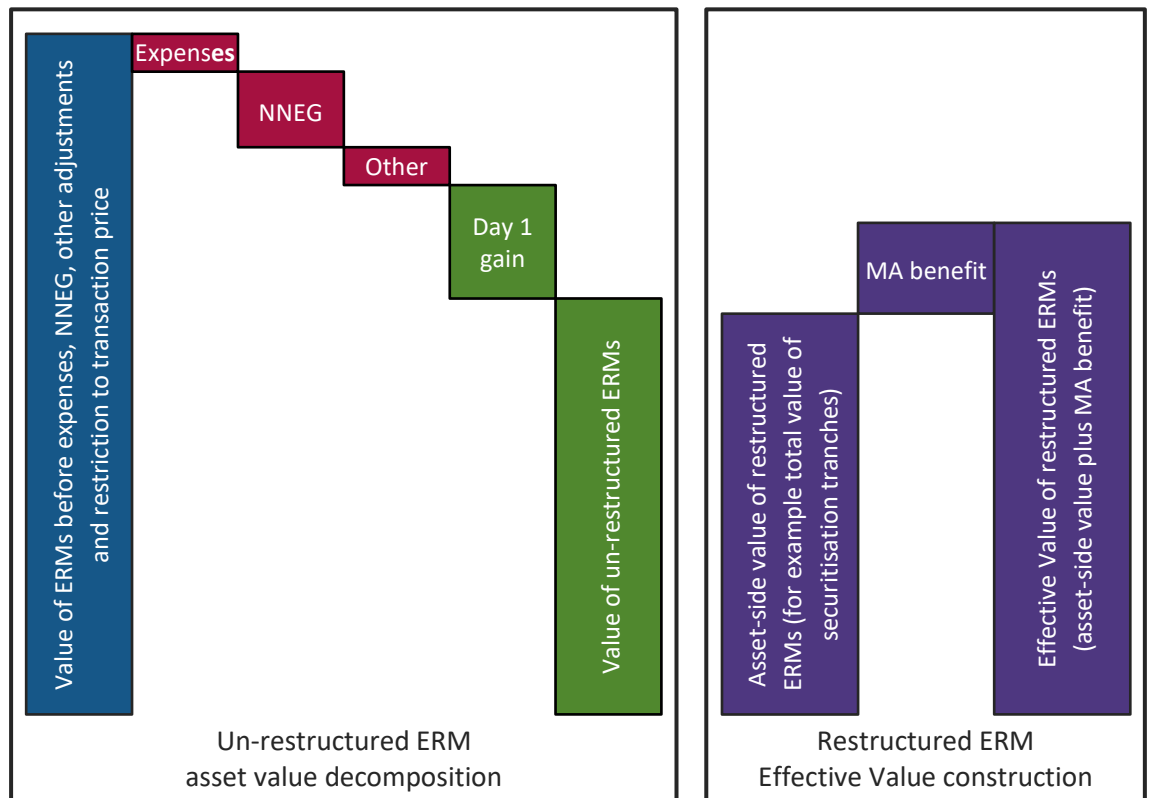 Value of ERMs before expenses, NNEG, other adjustments
and restriction to transaction price
Expenses
NNEG
Other
Day 1
gain
Value of un-restructured ERMs
Un-restructured ERM
asset value decomposition
Asset-side value of restructured
ERMs (for example total value of
securitisation tranches)
MA benefit
Effective Value of restructured ERMs
(asset-side value plus MA benefit)
Restructured ERM
Effective Value construction